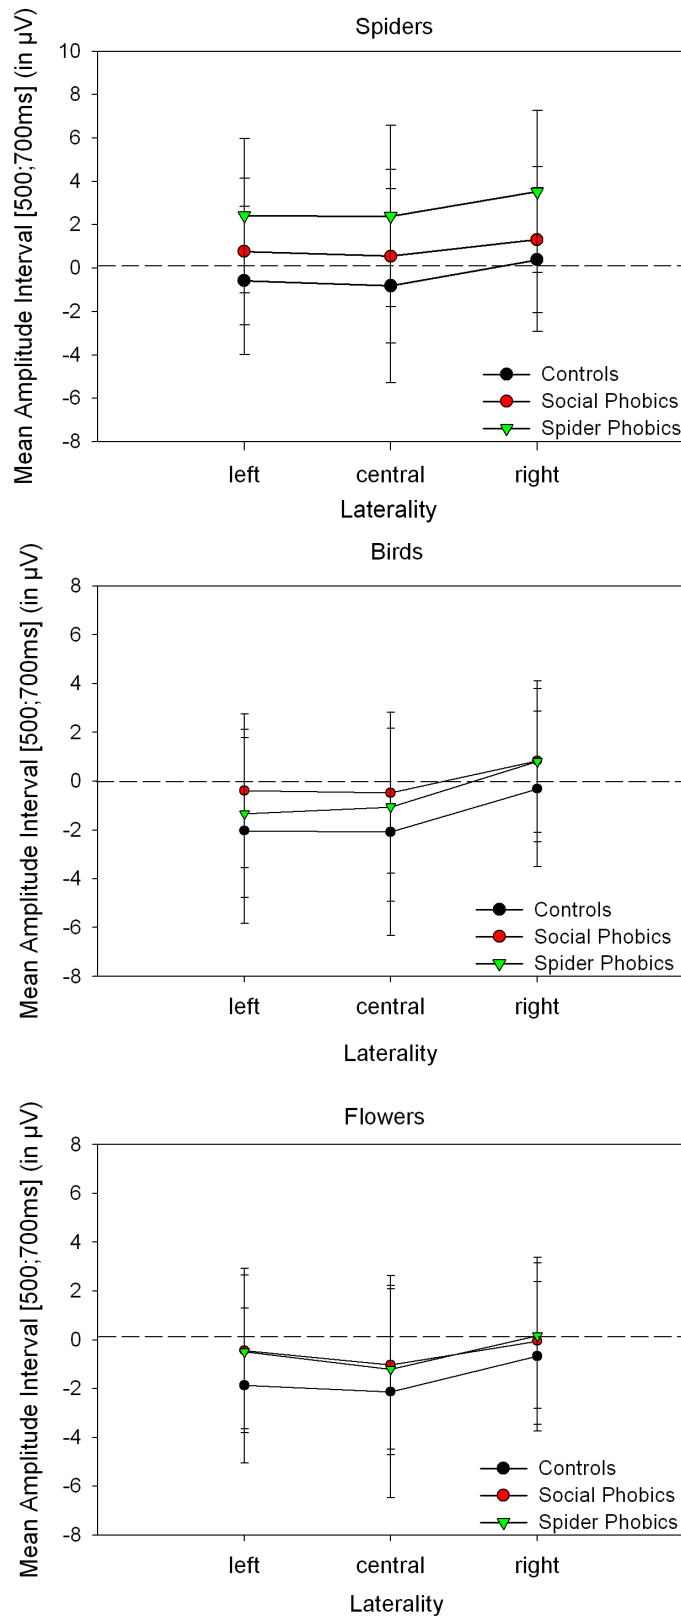 Spiders
Mean Amplitude Interval [500;700ms] (in µV)
10
8
6
4
2
0
-2
-4
-6
-8
Controls
Social Phobics
Spider Phobics
left central right
Laterality
Birds
Mean Amplitude Interval [500;700ms] (in µV)
8
6
4
2
0
-2
-4
-6
-8
Controls
Social Phobics
Spider Phobics
left central right
Laterality
Flowers
Mean Amplitude Interval [500;700ms] (in µV)
8
6
4
2
0
-2
-4
-6
-8
Controls
Social Phobics
Spider Phobics
left central right
Laterality